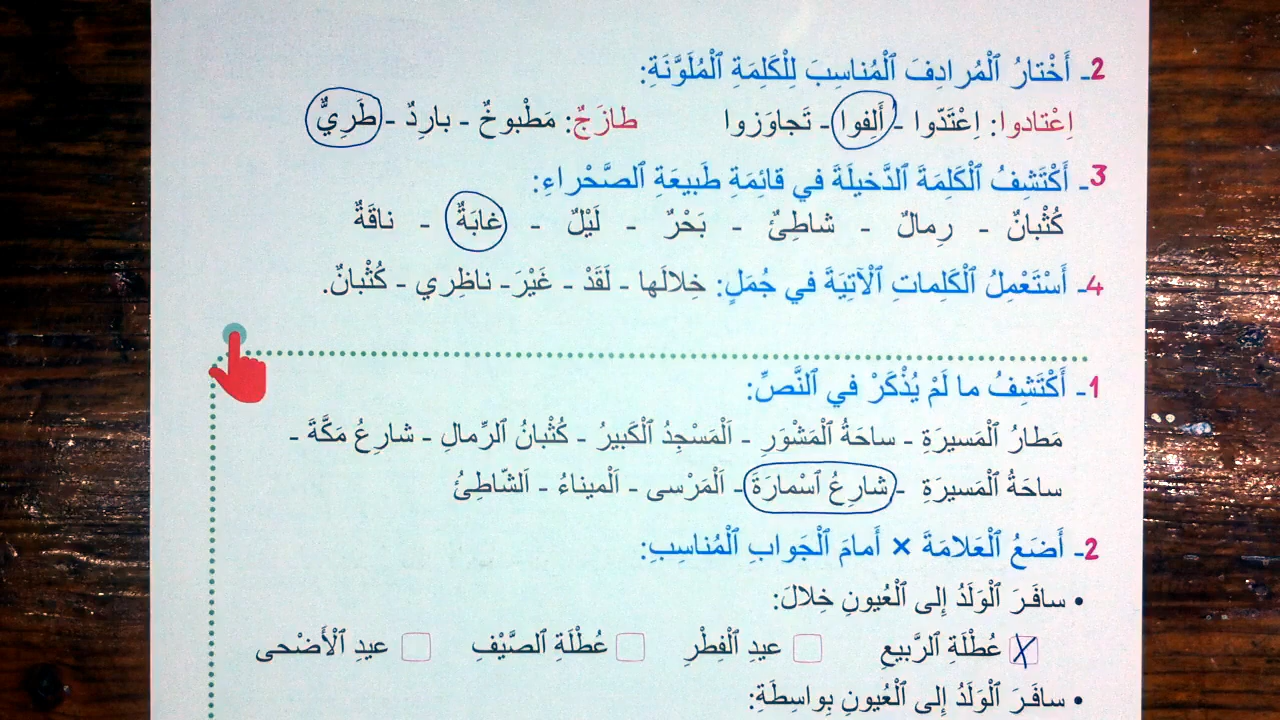 2- أَخْتارُ ٱلْمُرادِفَ ٱلْمُناسِبَ لِلْكَلِمَةِ ٱلْمُلَوَّنَةِ:
اِعْتادوا: اِعْتَدّوا - أَلِفوا - تَجاوَزوا طازَجٌ: مَطْبوخٌ - بارِدٌ - طَرِيٌّ
3- أَكْتَشِفُ ٱلْكَلِمَةَ ٱلدَّخيلَةَ في قائِمَةِ طَبيعَةِ ٱلصَّحْراءِ:
كُثْبانٌ - رِمالٌ - شاطِئٌ - بَحْرٌ - لَيْلٌ - غابَةٌ - ناقَةٌ
4- أَسْتَعْمِلُ ٱلْكَلِماتِ ٱلْآتِيَةَ في جُمَلٍ: خِلالَها - لَقَدْ - غَيْرَ- ناظِري - كُثْبانٌ.
1- أَكْتَشِفُ ما لَمْ يُذْكَرْ في ٱلنَّصِّ:
مَطارُ ٱلْمَسيرَةِ - ساحَةُ ٱلْمَشْوَرِ - اَلْمَسْجِدُ ٱلْكَبيرُ - كُثْبانُ ٱلرِّمالِ - شارِعُ مَكَّةَ -
ساحَةُ ٱلْمَسيرَةِ - شارِعُ ٱسْمارَةَ - اَلْمَرْسى - اَلْميناءُ - اَلشّاطِئُ
2- أَضَعُ ٱلْعَلامَةَ × أَمامَ ٱلْجَوابِ ٱلْمُناسِبِ:
• سافَرَ ٱلْوَلَدُ إِلى ٱلْعُيونِ خِلالَ:
X عُطْلَةِ ٱلرَّبيعِ عيدِ ٱلْفِطْرِ عُطْلَةِ ٱلصَّيْفِ عيدِ ٱلْأَضْحى
• سافَرَ ٱلْوَلَدُ إِلى ٱلْعُيونِ بِواسِطَةِ: